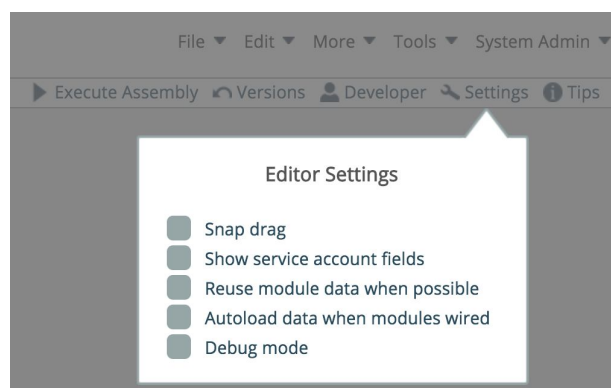 File Edit More Tools System Admin
Execute Assembly Versions Developer Settings Tips
Editor Settings
Snap drag
Show service account fields
Reuse module data when possible
Autoload data when modules wired
Debug mode